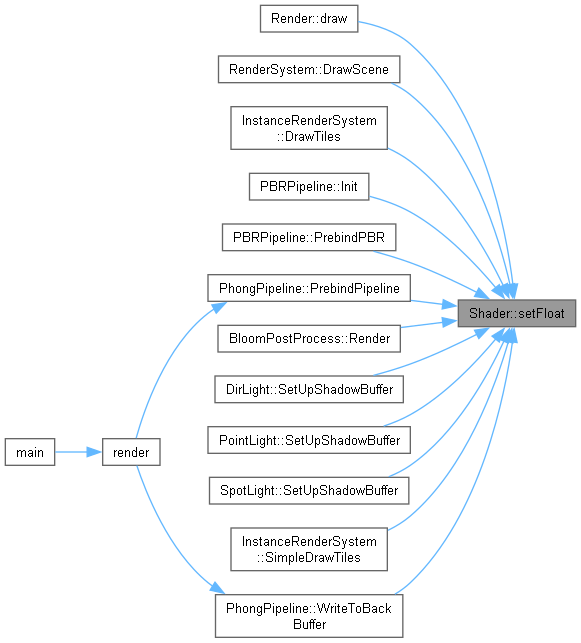 Render::draw
RenderSystem::DrawScene
InstanceRenderSystem
::DrawTiles
PBRPipeline::Init
PBRPipeline::PrebindPBR
PhongPipeline::PrebindPipeline
Shader::setFloat
BloomPostProcess::Render
DirLight::SetUpShadowBuffer
PointLight::SetUpShadowBuffer
main
render
SpotLight::SetUpShadowBuffer
InstanceRenderSystem
::SimpleDrawTiles
PhongPipeline::WriteToBack
Buffer